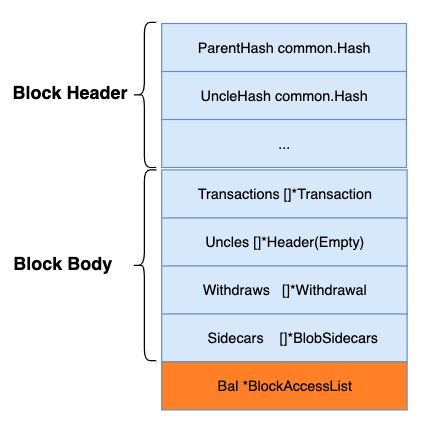 Block Header
ParentHash common.Hash
UncleHash common.Hash
...
Block Body
Transactions []*Transaction
Uncles []*Header(Empty)
Withdraws []*Withdrawal
Sidecars []*BlobSidecars
Bal *BlockAccessList